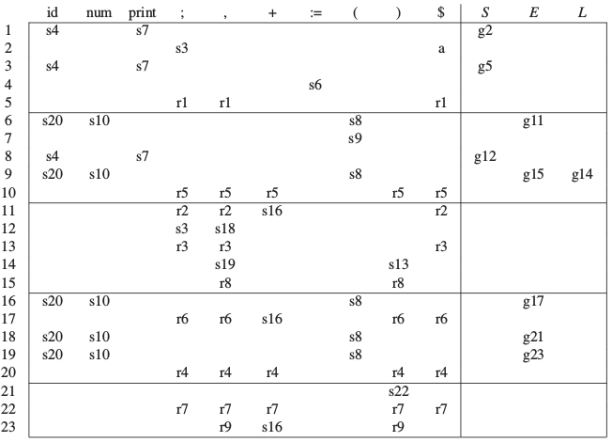 id num print ; , + := ( ) $ S E L
1 s4 s7 g2
2 s3 a
3 s4 s7 g5
4 s6
5 r1 r1 r1
6 s20 s10 s8 g11
7 s9
8 s4 s7 g12
9 s20 s10 s8 g15 g14
10 r5 r5 r5 r5 r5
11 r2 r2 s16 r2
12 s3 s18
13 r3 r3 r3
14 s19 s13
15 r8 r8
16 s20 s10 s8 g17
17 r6 r6 s16 r6 r6
18 s20 s10 s8 g21
19 s20 s10 s8 g23
20 r4 r4 r4 r4 r4
21 s22
22 r7 r7 r7 r7 r7
23 r9 s16 r9